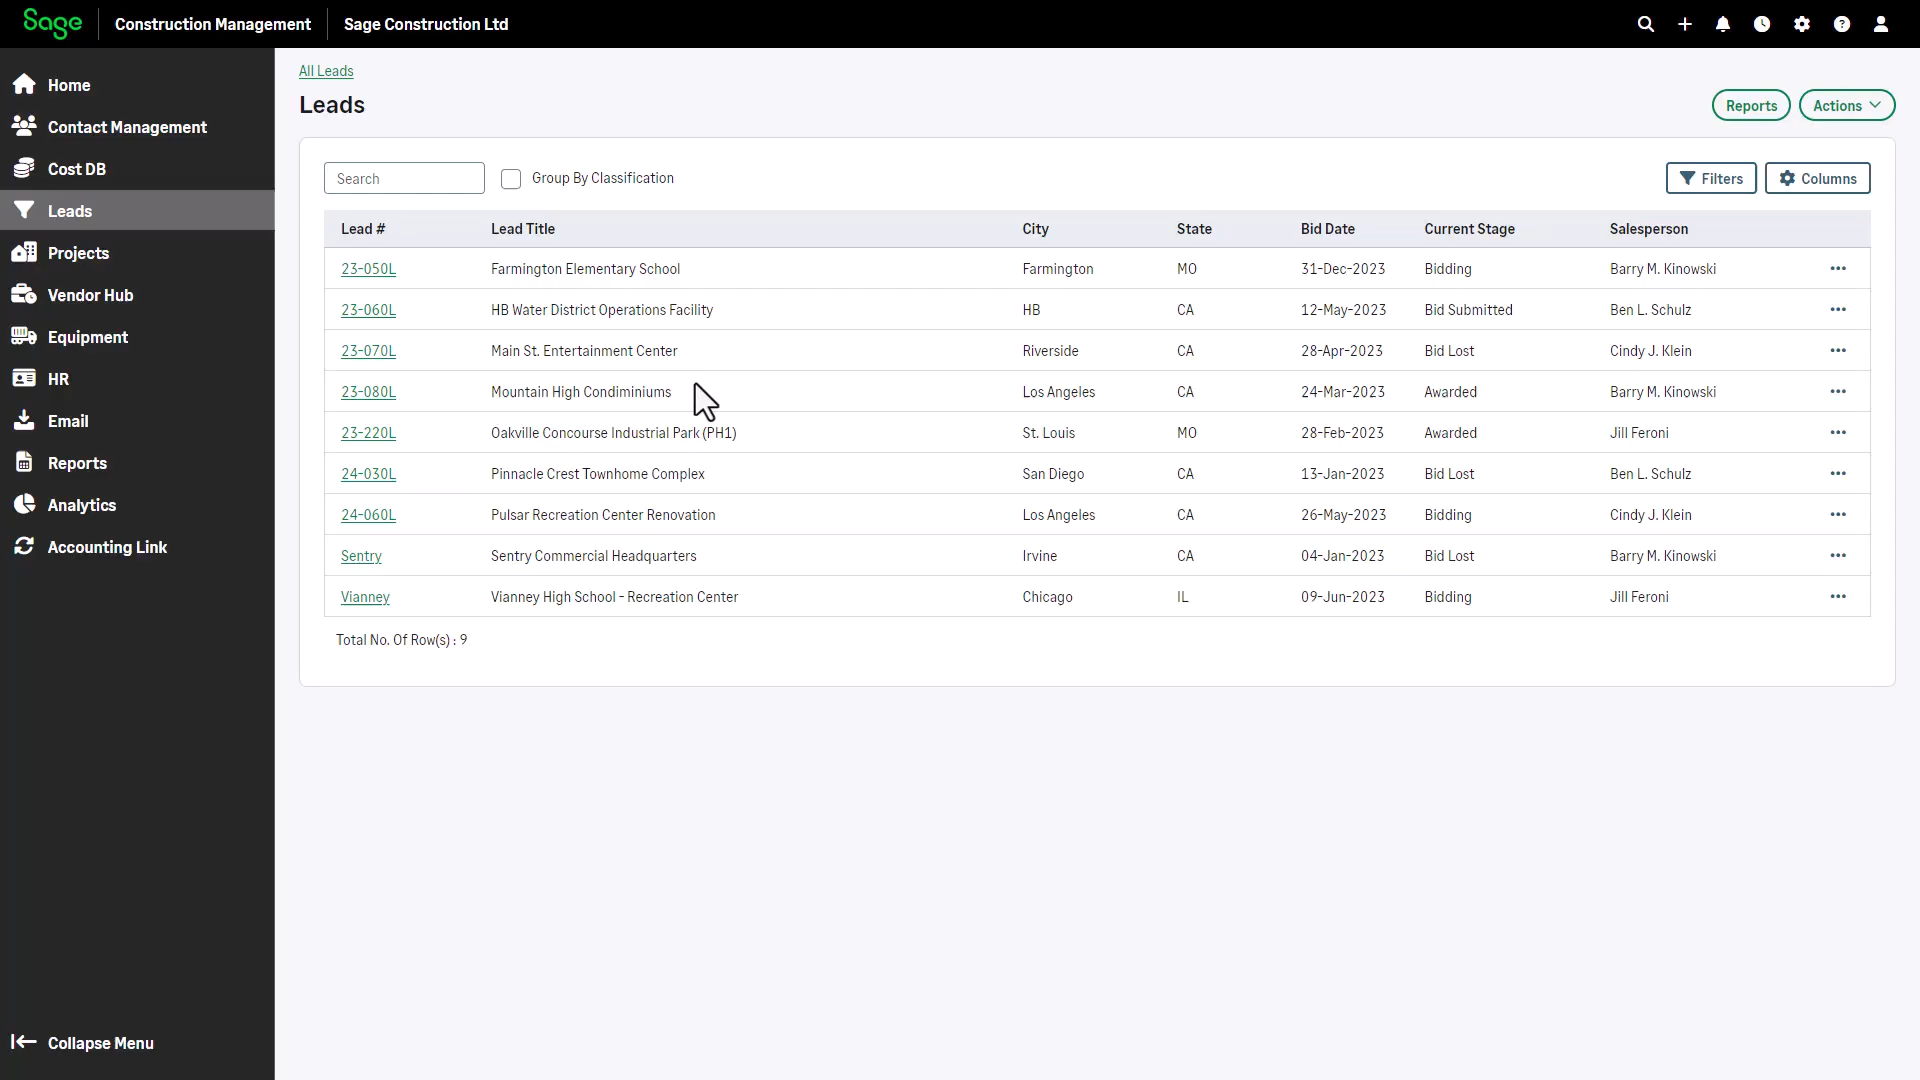 Sage Construction Management Sage Construction Ltd
Home
Contact Management
Cost DB
Leads
Projects
Vendor Hub
Equipment
HR
Email
Reports
Analytics
Accounting Link
Collapse Menu
All Leads
Leads
Reports Actions
Search Group By Classification Filters Columns
Lead # Lead Title City State Bid Date Current Stage Salesperson
23-050L Farmington Elementary School Farmington MO 31-Dec-2023 Bidding Barry M. Kinowski
23-060L HB Water District Operations Facility HB CA 12-May-2023 Bid Submitted Ben L. Schulz
23-070L Main St. Entertainment Center Riverside CA 28-Apr-2023 Bid Lost Cindy J. Klein
23-080L Mountain High Condiminiums Los Angeles CA 24-Mar-2023 Awarded Barry M. Kinowski
23-220L Oakville Concourse Industrial Park (PH1) St. Louis MO 28-Feb-2023 Awarded Jill Feroni
24-030L Pinnacle Crest Townhome Complex San Diego CA 13-Jan-2023 Bid Lost Ben L. Schulz
24-060L Pulsar Recreation Center Renovation Los Angeles CA 26-May-2023 Bidding Cindy J. Klein
Sentry Sentry Commercial Headquarters Irvine CA 04-Jan-2023 Bid Lost Barry M. Kinowski
Vianney Vianney High School - Recreation Center Chicago IL 09-Jun-2023 Bidding Jill Feroni
Total No. Of Row(s) : 9